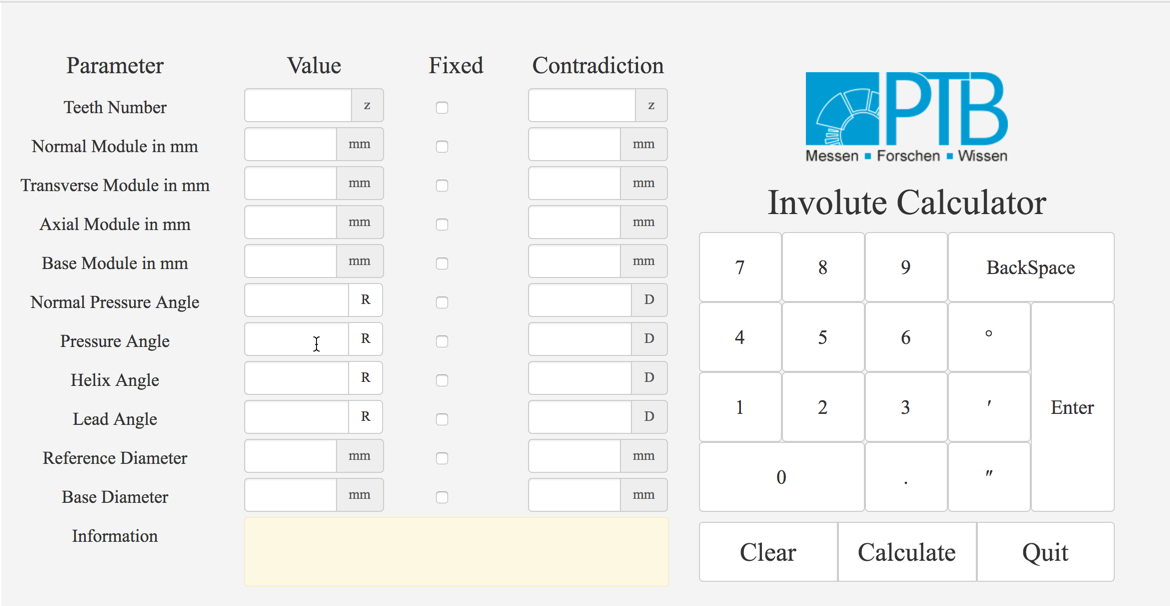 Parameter Value Fixed Contradiction
Teeth Number z z
Normal Module in mm mm mm
Transverse Module in mm mm mm
Axial Module in mm mm mm
Base Module in mm mm mm
Normal Pressure Angle R D
Pressure Angle R D
Helix Angle R D
Lead Angle R D
Reference Diameter mm mm
Base Diameter mm mm
Information
PTB
Messen ▪ Forschen ▪ Wissen
Involute Calculator
7 8 9 BackSpace
4 5 6 °
1 2 3 ′ Enter
0 . ″
Clear Calculate Quit